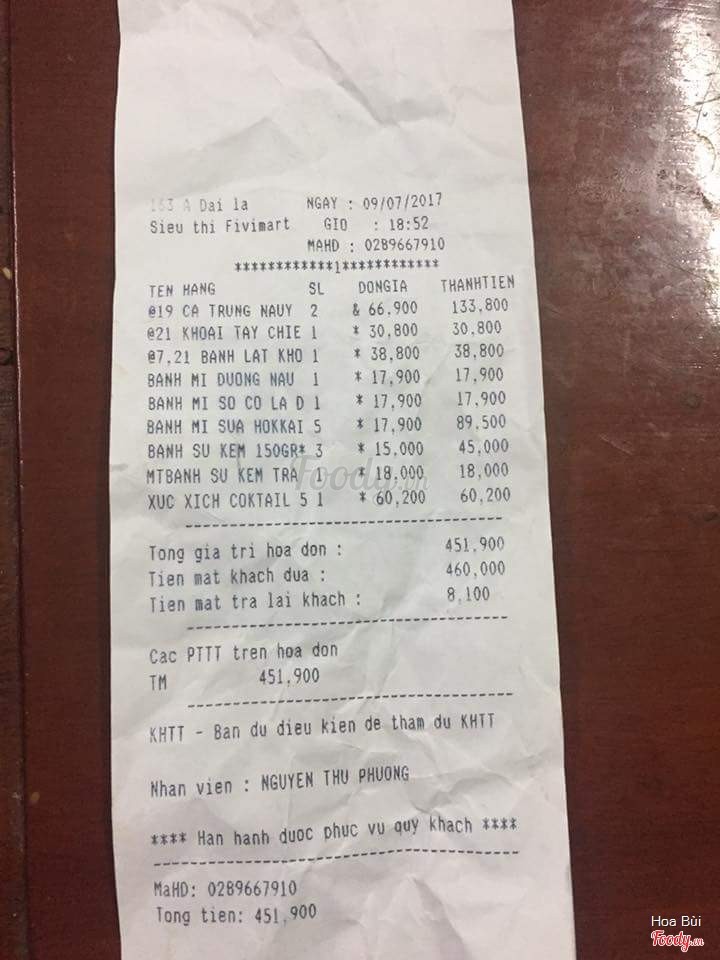 163 A Dai la NGAY : 09/07/2017
Sieu thi Fivimart GIO : 18:52
MAHD : 0289667910
************1************
TEN HANG SL DONGIA THANHTIEN
@19 CA TRUNG NAUY 2 & 66,900 133,800
@21 KHOAI TAY CHIE 1 * 30,800 30,800
@7,21 BANH LAT KHO 1 * 38,800 38,800
BANH MI DUONG NAU 1 * 17,900 17,900
BANH MI SO CO LA D 1 * 17,900 17,900
BANH MI SUA HOKKAI 5 * 17,900 89,500
BANH SU KEM 150GR* 3 * 15,000 45,000
MTBANH SU KEM TRA 1 * 18,000 18,000
XUC XICH COKTAIL 5 1 * 60,200 60,200
Foody.vn
Tong gia tri hoa don : 451,900
Tien mat khach dua : 460,000
Tien mat tra lai khach : 8,100
Cac PTTT tren hoa don
TM 451,900
KHTT - Ban du dieu kien de tham du KHTT
Nhan vien : NGUYEN THU PHUONG
**** Han hanh duoc phuc vu quy khach ****
MaHD: 0289667910
Tong tien: 451,900
Hoa Bùi
Foody.vn